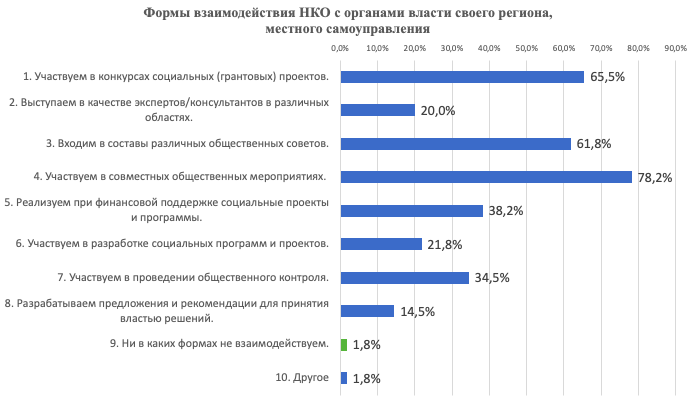 Формы взаимодействия НКО с органами власти своего региона,
местного самоуправления
0,0% 10,0% 20,0% 30,0% 40,0% 50,0% 60,0% 70,0% 80,0% 90,0%
1. Участвуем в конкурсах социальных (грантовых) проектов. 65,5%
2. Выступаем в качестве экспертов/консультантов в различных
областях. 20,0%
3. Входим в составы различных общественных советов. 61,8%
4. Участвуем в совместных общественных мероприятиях. 78,2%
5. Реализуем при финансовой поддержке социальные проекты
и программы. 38,2%
6. Участвуем в разработке социальных программ и проектов. 21,8%
7. Участвуем в проведении общественного контроля. 34,5%
8. Разрабатываем предложения и рекомендации для принятия
властью решений. 14,5%
9. Ни в каких формах не взаимодействуем. 1,8%
10. Другое 1,8%